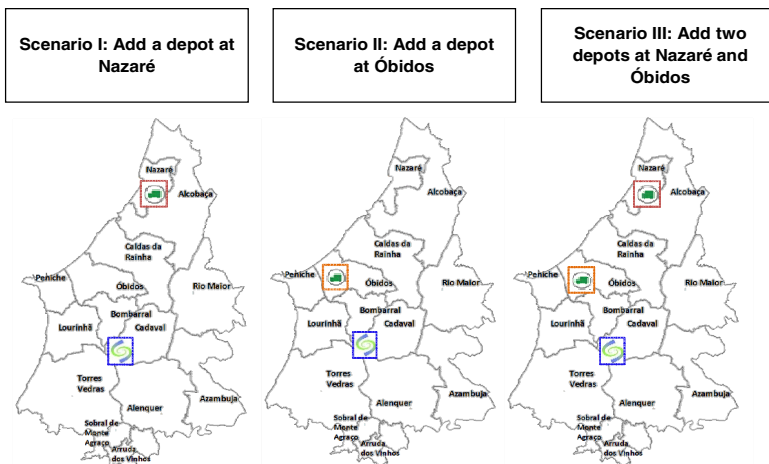 Scenario I: Add a depot at
Nazaré
Scenario II: Add a depot
at Óbidos
Scenario III: Add two
depots at Nazaré and
Óbidos
Nazaré
Alcobaça
Caldas da
Rainha
Peniche
Óbidos
Rio Maior
Bombarral
Lourinhã
Cadaval
Torres
Vedras
Azambuja
Alenquer
Sobral de
Monte
Agraço
Arruda
dos Vinhos
Nazaré
Alcobaça
Caldas da
Rainha
Peniche
Óbidos
Rio Maior
Bombarral
Lourinhã
Cadaval
Torres
Vedras
Azambuja
Alenquer
Sobral de
Monte
Agraço
Arruda
dos Vinhos
Nazaré
Alcobaça
Caldas da
Rainha
Peniche
Óbidos
Rio Maior
Bombarral
Lourinhã
Cadaval
Torres
Vedras
Azambuja
Alenquer
Sobral de
Monte
Agraço
Arruda
dos Vinhos